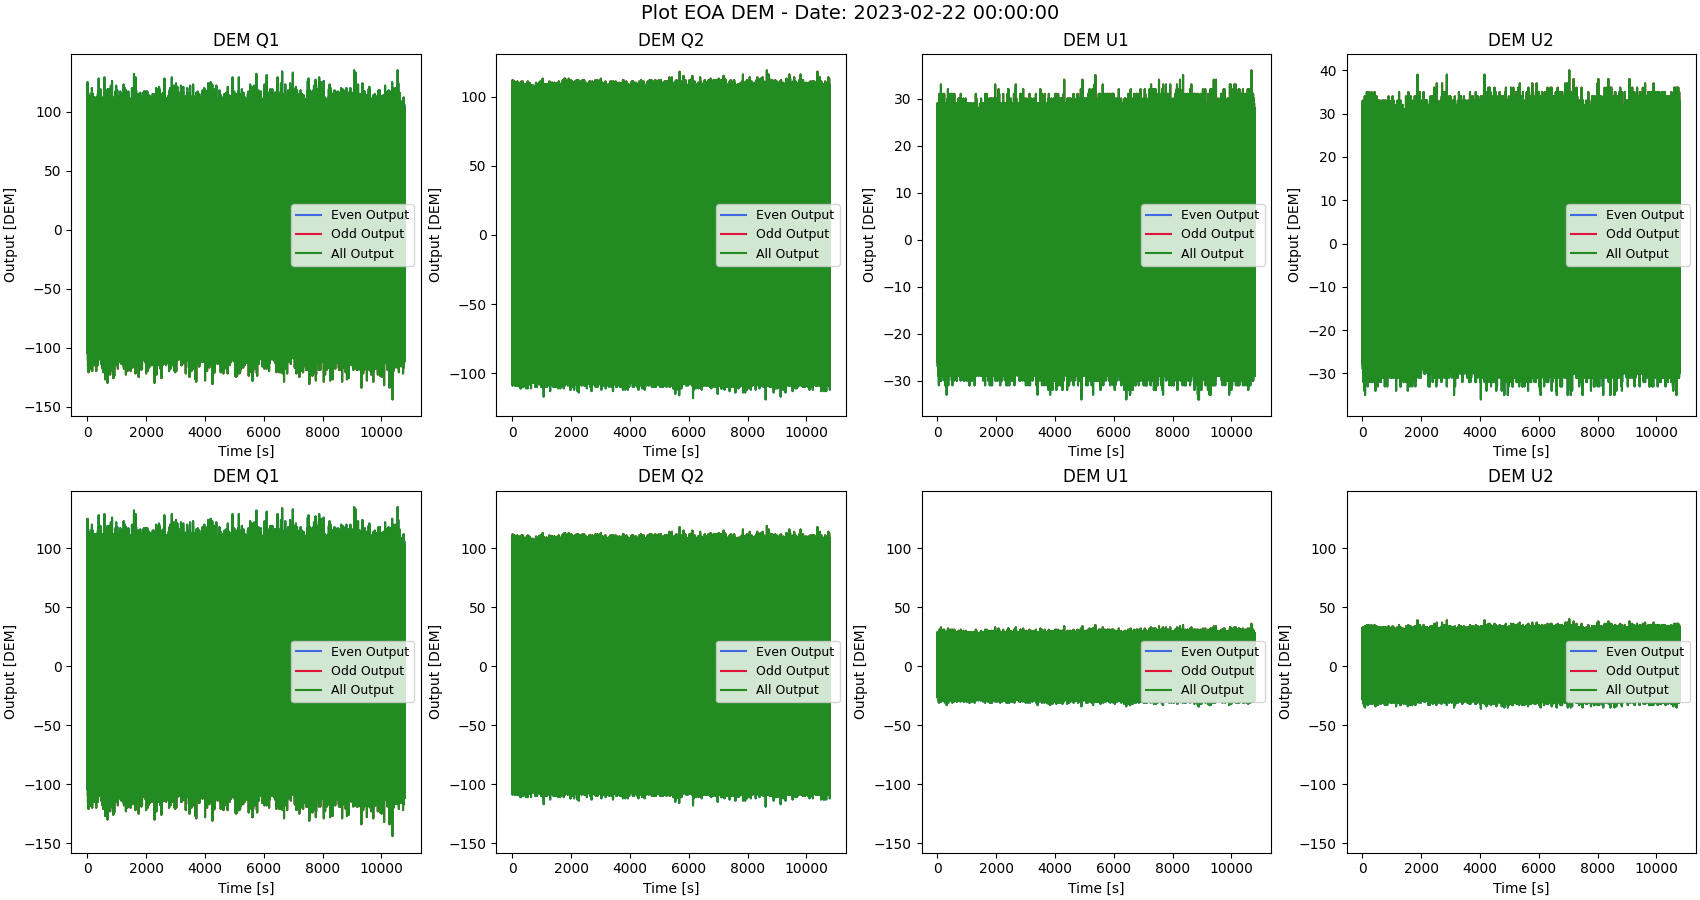 Plot EOA DEM - Date: 2023-02-22 00:00:00
DEM Q1
Output [DEM]
100
50
0
−50
−100
−150
0 2000 4000 6000 8000 10000
Time [s]
Even Output
Odd Output
All Output
DEM Q2
Output [DEM]
100
50
0
−50
−100
0 2000 4000 6000 8000 10000
Time [s]
Even Output
Odd Output
All Output
DEM U1
Output [DEM]
30
20
10
0
−10
−20
−30
0 2000 4000 6000 8000 10000
Time [s]
Even Output
Odd Output
All Output
DEM U2
Output [DEM]
40
30
20
10
0
−10
−20
−30
0 2000 4000 6000 8000 10000
Time [s]
Even Output
Odd Output
All Output
DEM Q1
Output [DEM]
100
50
0
−50
−100
−150
0 2000 4000 6000 8000 10000
Time [s]
Even Output
Odd Output
All Output
DEM Q2
Output [DEM]
100
50
0
−50
−100
−150
0 2000 4000 6000 8000 10000
Time [s]
Even Output
Odd Output
All Output
DEM U1
Output [DEM]
100
50
0
−50
−100
−150
0 2000 4000 6000 8000 10000
Time [s]
Even Output
Odd Output
All Output
DEM U2
Output [DEM]
100
50
0
−50
−100
−150
0 2000 4000 6000 8000 10000
Time [s]
Even Output
Odd Output
All Output